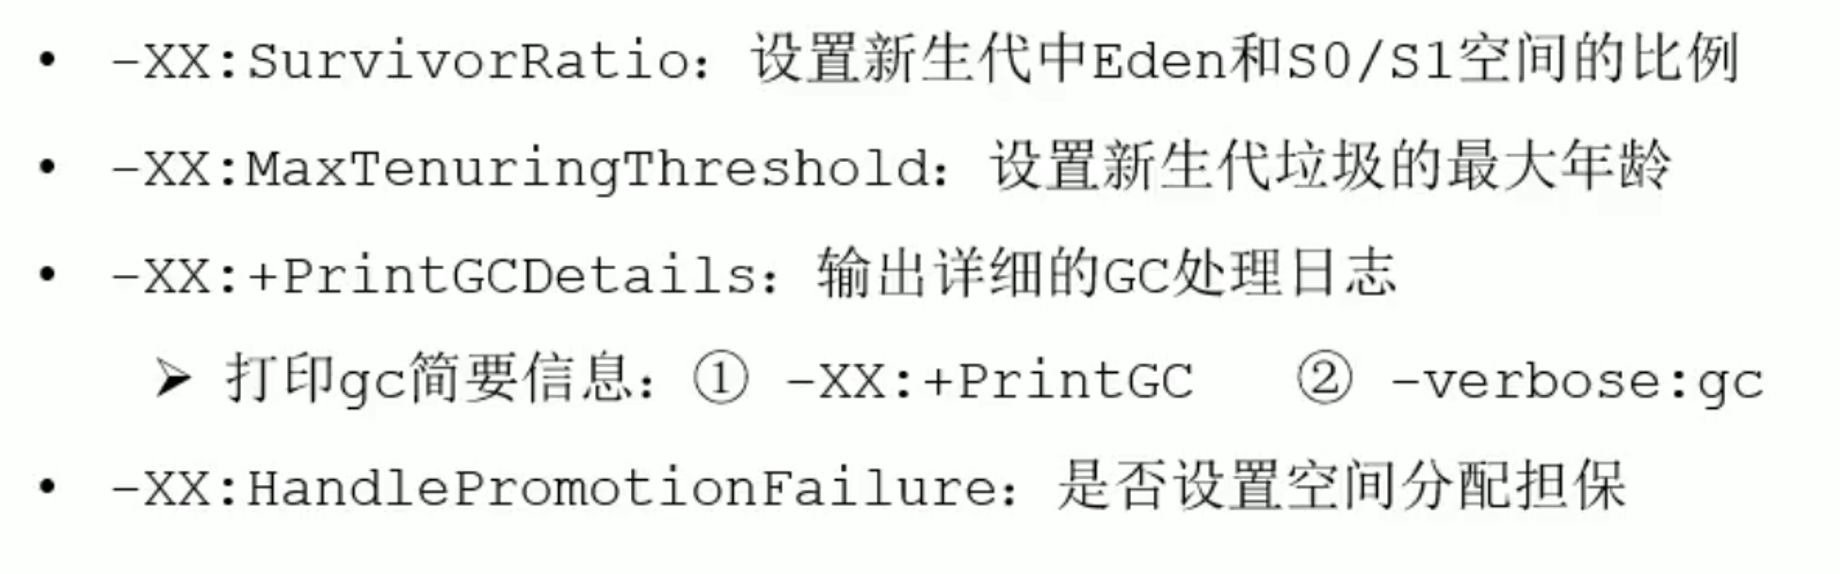 • -XX:SurvivorRatio：设置新生代中Eden和S0/S1空间的比例
• -XX:MaxTenuringThreshold：设置新生代垃圾的最大年龄
• -XX:+PrintGCDetails：输出详细的GC处理日志
➢ 打印gc简要信息：① -XX:+PrintGC ② -verbose:gc
• -XX:HandlePromotionFailure：是否设置空间分配担保